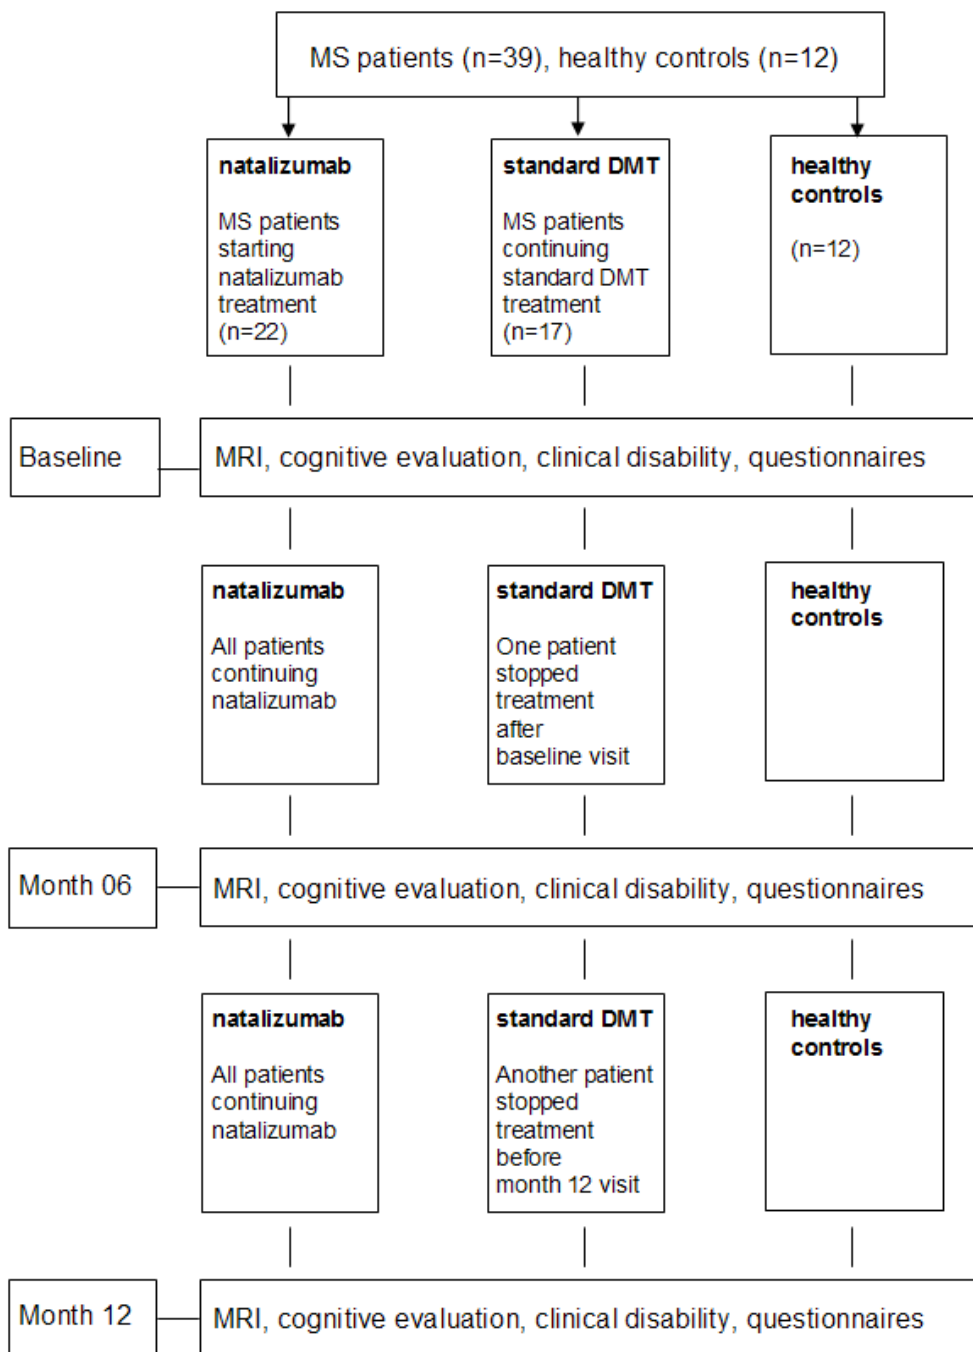 MS patients (n=39), healthy controls (n=12)
natalizumab
MS patients
starting
natalizumab
treatment
(n=22)
standard DMT
MS patients
continuing
standard DMT
treatment
(n=17)
healthy
controls
(n=12)
Baseline
MRI, cognitive evaluation, clinical disability, questionnaires
natalizumab
All patients
continuing
natalizumab
standard DMT
One patient
stopped
treatment
after
baseline visit
healthy
controls
Month 06
MRI, cognitive evaluation, clinical disability, questionnaires
natalizumab
All patients
continuing
natalizumab
standard DMT
Another patient
stopped
treatment
before
month 12 visit
healthy
controls
Month 12
MRI, cognitive evaluation, clinical disability, questionnaires